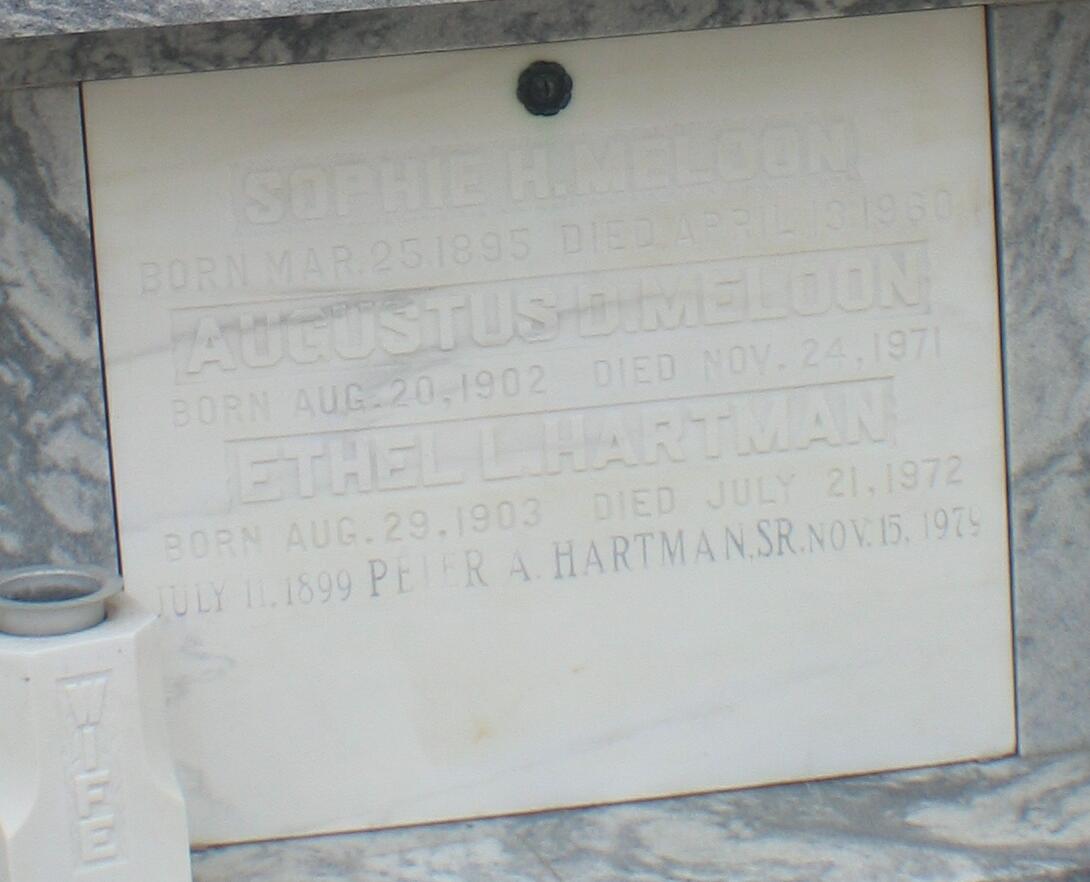 SOPHIE H. MELOON
BORN MAR. 25.1895 DIED APRIL 13 1960
AUGUSTUS D. MELOON
BORN AUG. 20, 1902 DIED NOV. 24, 1971
ETHEL L. HARTMAN
BORN AUG. 29, 1903 DIED JULY 21, 1972
JULY 11, 1899 PETER A. HARTMAN, SR. NOV. 15, 1979
WIFE